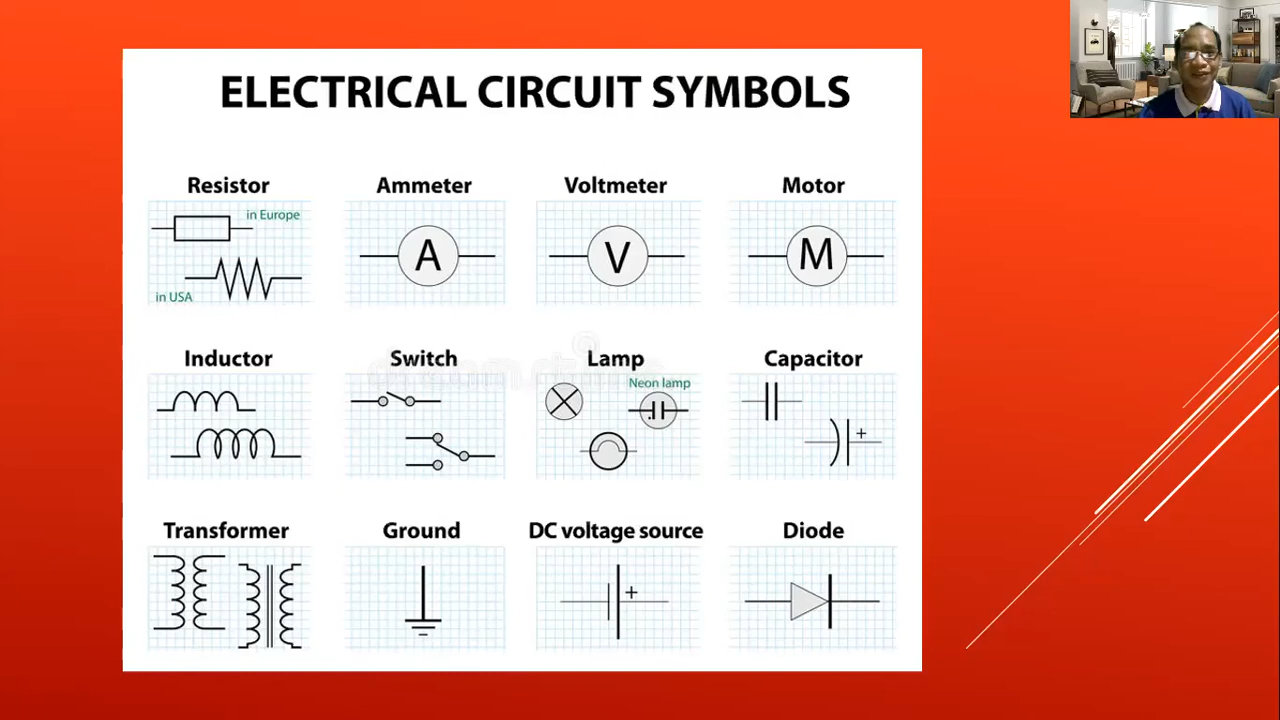 ELECTRICAL CIRCUIT SYMBOLS
Resistor
in Europe
in USA
Ammeter
A
Voltmeter
V
Motor
M
Inductor
Switch
Lamp
Neon lamp
Capacitor
+
Transformer
Ground
DC voltage source
+
Diode